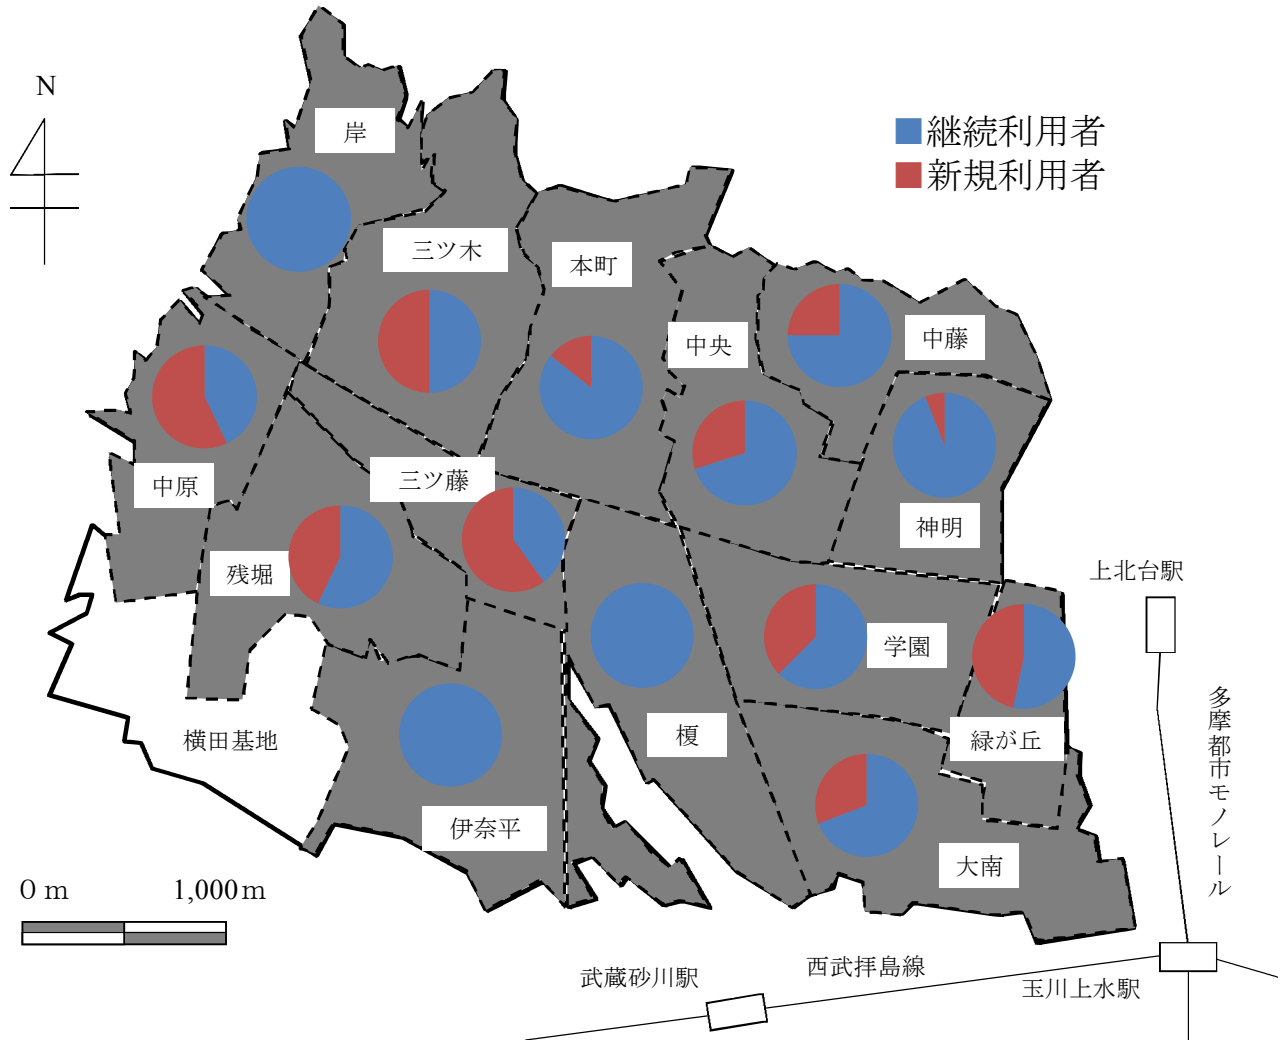 N
継続利用者
新規利用者
岸
三ツ木
本町
中央
中藤
中原
三ツ藤
神明
残堀
上北台駅
学園
横田基地
榎
緑が丘
多摩都市モノレール
伊奈平
大南
0 m
1,000 m
武蔵砂川駅
西武拝島線
玉川上水駅